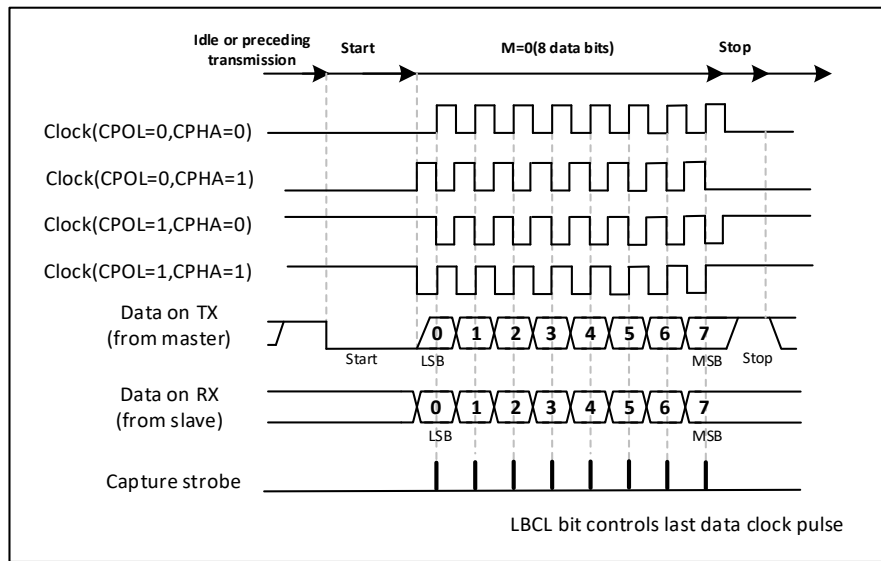 Idle or preceding
transmission
Start
M=0(8 data bits)
Stop
Clock(CPOL=0,CPHA=0)
Clock(CPOL=0,CPHA=1)
Clock(CPOL=1,CPHA=0)
Clock(CPOL=1,CPHA=1)
Data on TX
(from master)
0 1 2 3 4 5 6 7
Start
LSB
MSB
Stop
Data on RX
(from slave)
0 1 2 3 4 5 6 7
LSB
MSB
Capture strobe
LBCL bit controls last data clock pulse